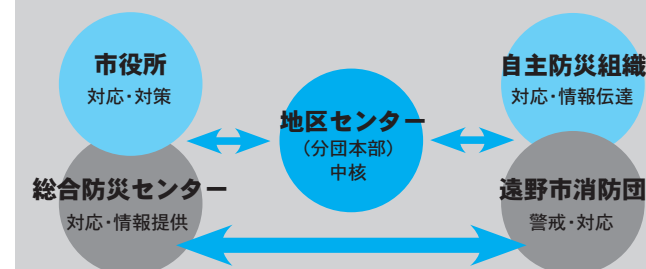 市役所
対応・対策
総合防災センター
対応・情報提供
地区センター
（分団本部）
中核
自主防災組織
対応・情報伝達
遠野市消防団
警戒・対応